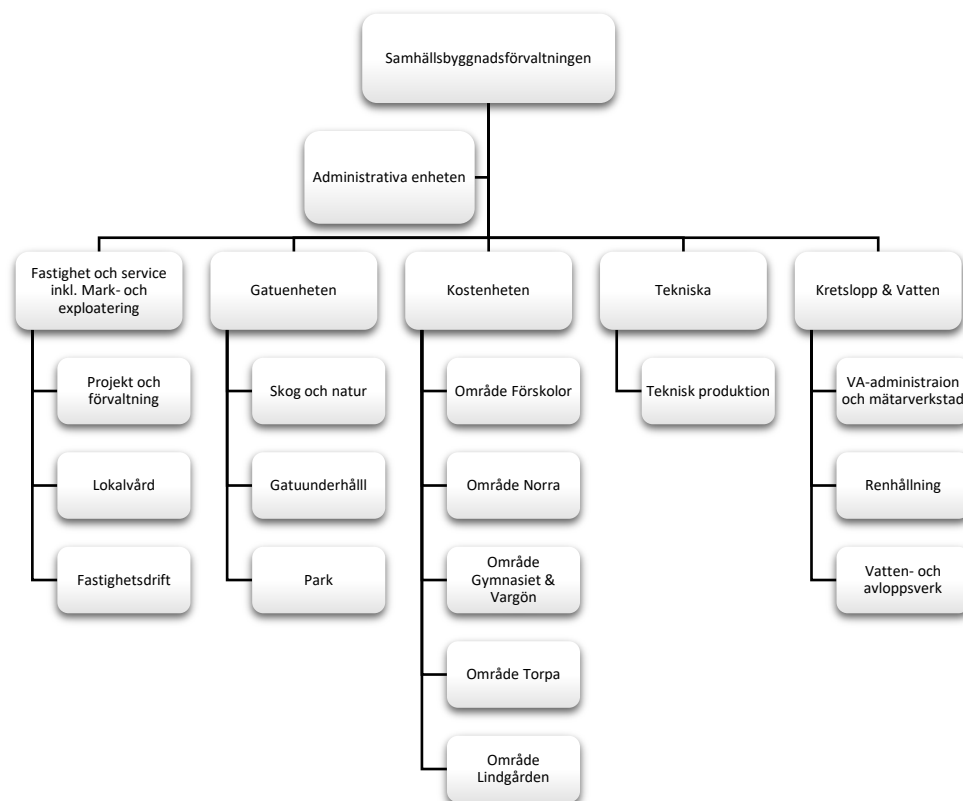 Samhällsbyggnadsförvaltningen
Administrativa enheten
Fastighet och service
inkl. Mark- och
exploatering
Gatuenheten
Kostenheten
Tekniska
Kretslopp & Vatten
Projekt och
förvaltning
Skog och natur
Område Förskolor
Teknisk produktion
VA-administraion
och mätarverkstad
Lokalvård
Gatuunderhålll
Område Norra
Renhållning
Fastighetsdrift
Park
Område
Gymnasiet &
Vargön
Vatten- och
avloppsverk
Område Torpa
Område
Lindgården